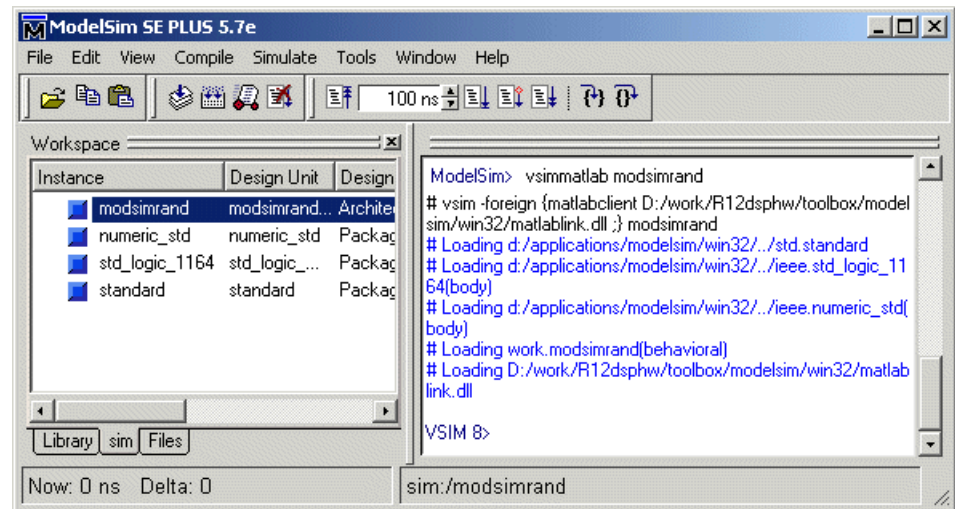 ModelSim SE PLUS 5.7e
File Edit View Compile Simulate Tools Window Help
100 ns
Workspace
Instance Design Unit Design
modsimrand modsimrand... Archite
numeric_std numeric_std Packag
std_logic_1164 std_logic_... Packag
standard standard Packag
Library sim Files
ModelSim> vsimmatlab modsimrand
# vsim -foreign {matlabclient D:/work/R12dsphw/toolbox/model
sim/win32/matlablink.dll ;} modsimrand
# Loading d:/applications/modelsim/win32/../std.standard
# Loading d:/applications/modelsim/win32/../ieee.std_logic_11
64(body)
# Loading d:/applications/modelsim/win32/../ieee.numeric_std(
body)
# Loading work.modsimrand(behavioral)
# Loading D:/work/R12dsphw/toolbox/modelsim/win32/matlab
link.dll
VSIM 8>
Now: 0 ns Delta: 0
sim:/modsimrand